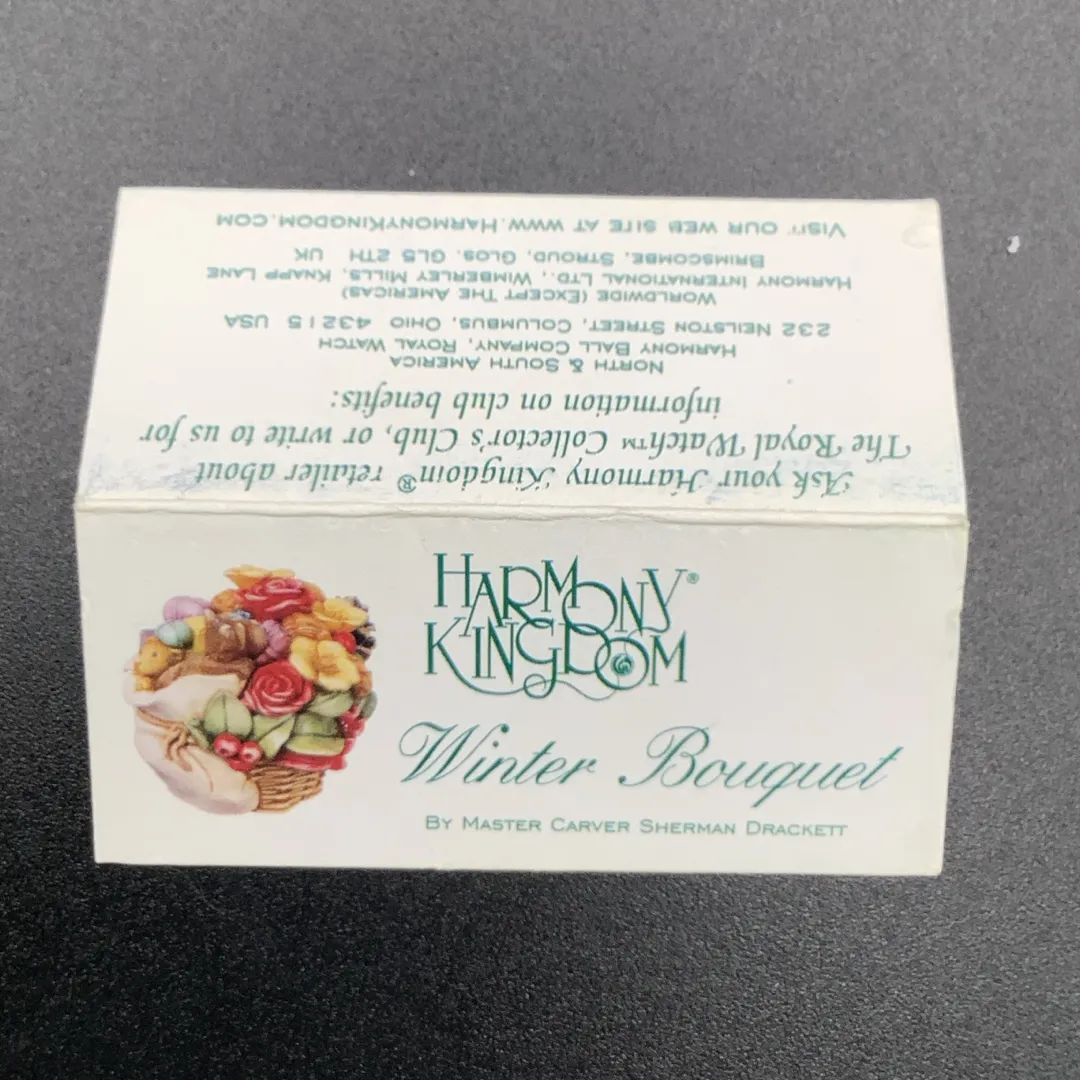 HARMONY®
KINGDOM
Winter Bouquet
BY MASTER CARVER SHERMAN DRACKETT
Ask your Harmony Kingdom® retailer about
The Royal Watch™ Collector's Club, or write to us for
information on club benefits:
NORTH & SOUTH AMERICA
HARMONY BALL COMPANY, ROYAL WATCH
232 NEILSTON STREET, COLUMBUS, OHIO 43215 USA
WORLDWIDE (EXCEPT THE AMERICAS)
HARMONY INTERNATIONAL LTD., WIMBERLEY MILLS, KNAPP LANE
BRIMSCOMBE, STROUD, GLOS, GL5 2TH UK
VISIT OUR WEB SITE AT WWW.HARMONYKINGDOM.COM